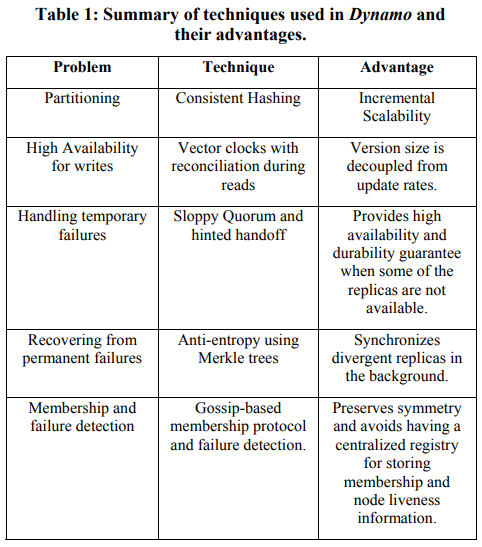 Table 1: Summary of techniques used in Dynamo and
their advantages.
Problem
Technique
Advantage
Partitioning
Consistent Hashing
Incremental
Scalability
High Availability
for writes
Vector clocks with
reconciliation during
reads
Version size is
decoupled from
update rates.
Handling temporary
failures
Sloppy Quorum and
hinted handoff
Provides high
availability and
durability guarantee
when some of the
replicas are not
available.
Recovering from
permanent failures
Anti-entropy using
Merkle trees
Synchronizes
divergent replicas in
the background.
Membership and
failure detection
Gossip-based
membership protocol
and failure detection.
Preserves symmetry
and avoids having a
centralized registry
for storing
membership and
node liveness
information.